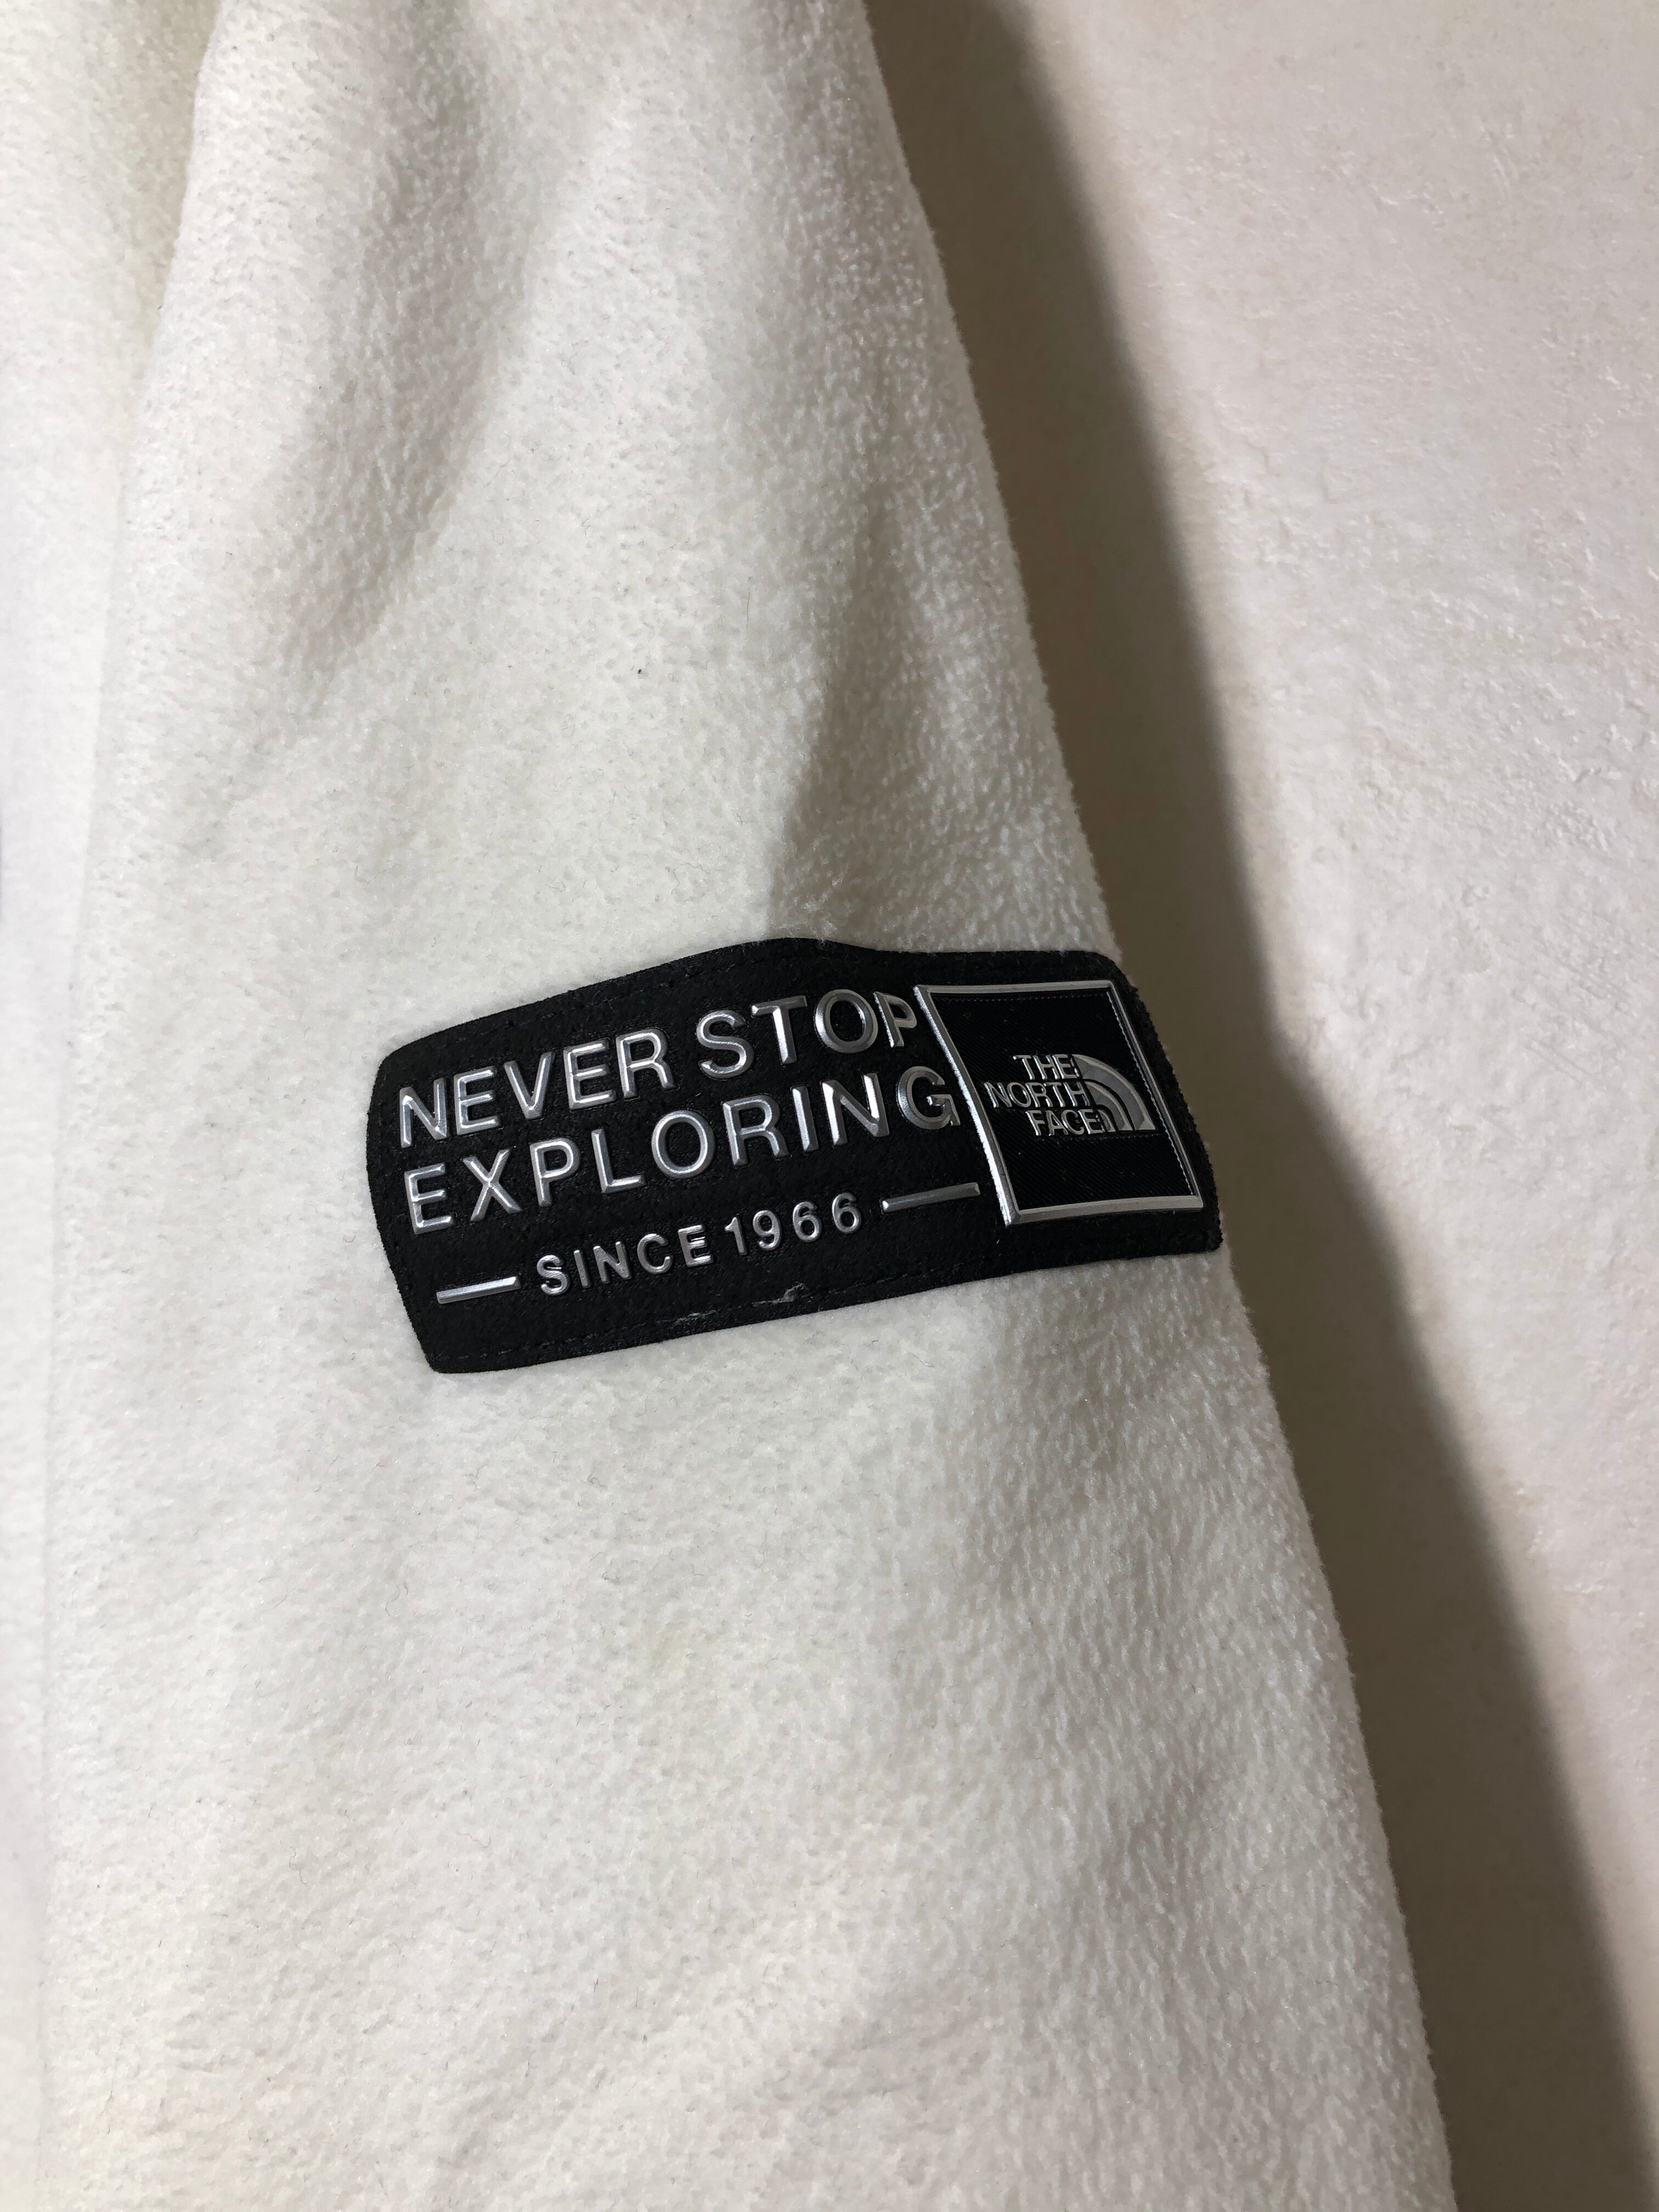 NEVER STOP
EXPLORING
— SINCE 1966 —
THE
NORTH
FACE